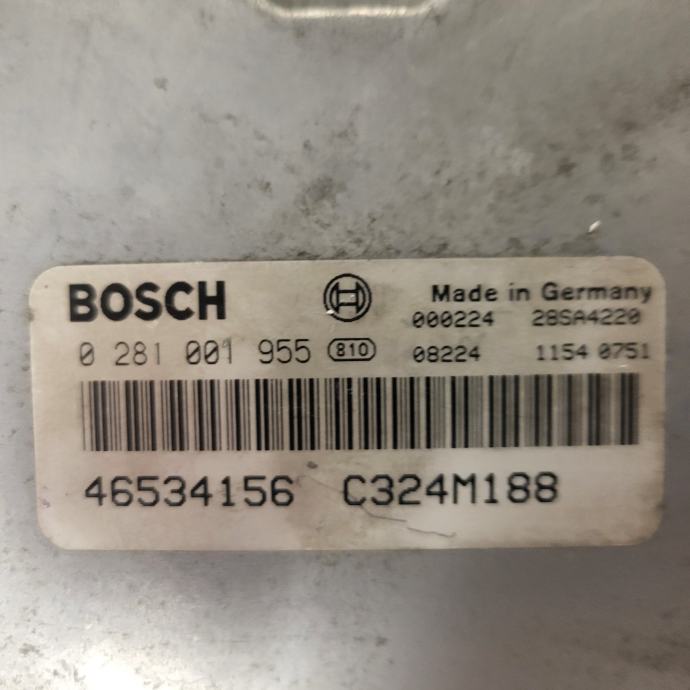 BOSCH
Made in Germany
000224 28SA4220
0 281 001 955 810 08224 1154 0751
46534156 C324M188